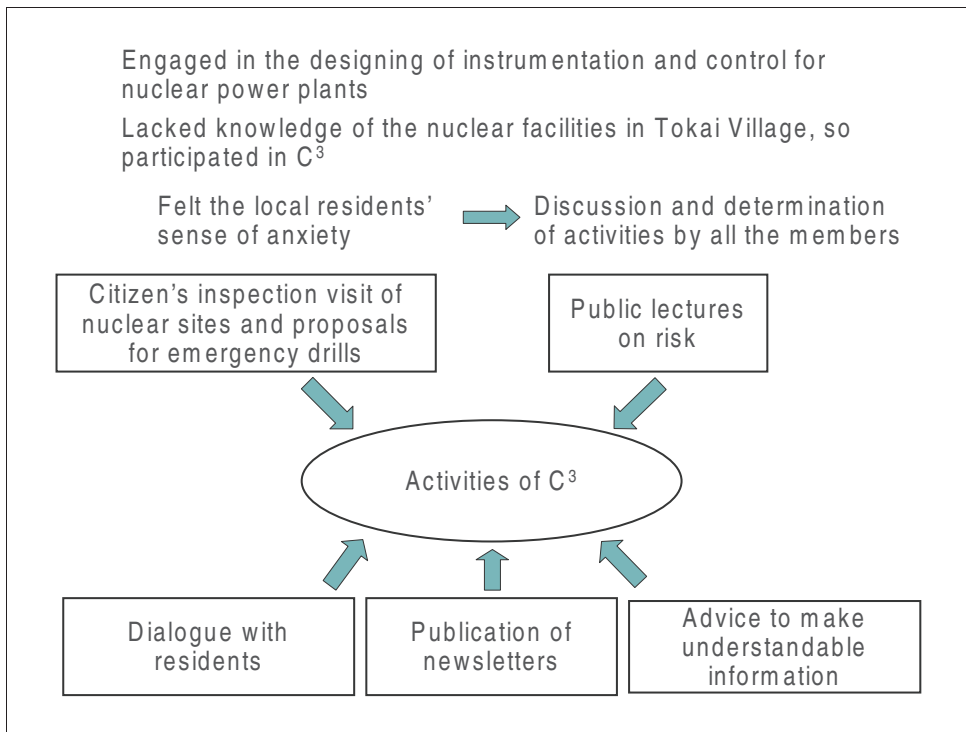 Engaged in the designing of instrumentation and control for
nuclear power plants
Lacked knowledge of the nuclear facilities in Tokai Village, so
participated in C³
Felt the local residents’
sense of anxiety
Discussion and determination
of activities by all the members
Citizen’s inspection visit of
nuclear sites and proposals
for emergency drills
Public lectures
on risk
Activities of C³
Dialogue with
residents
Publication of
newsletters
Advice to make
understandable
information